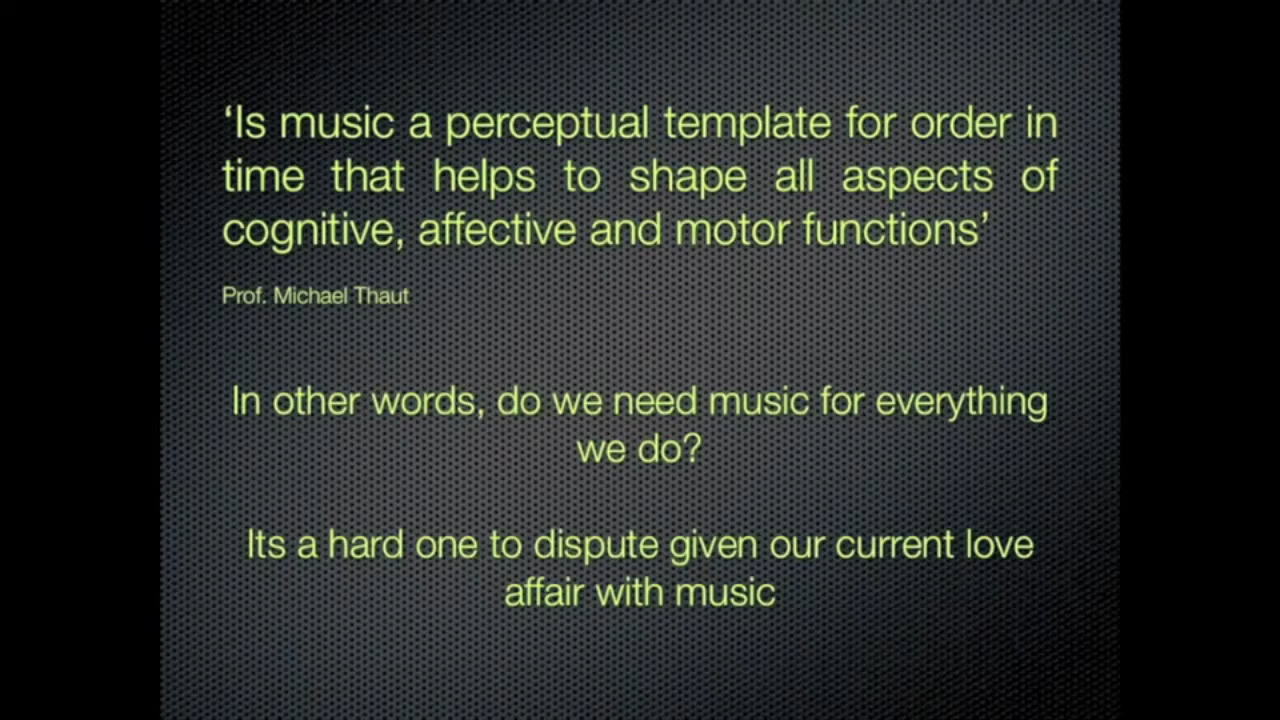 ‘Is music a perceptual template for order in
time that helps to shape all aspects of
cognitive, affective and motor functions’
Prof. Michael Thaut
In other words, do we need music for everything
we do?
Its a hard one to dispute given our current love
affair with music